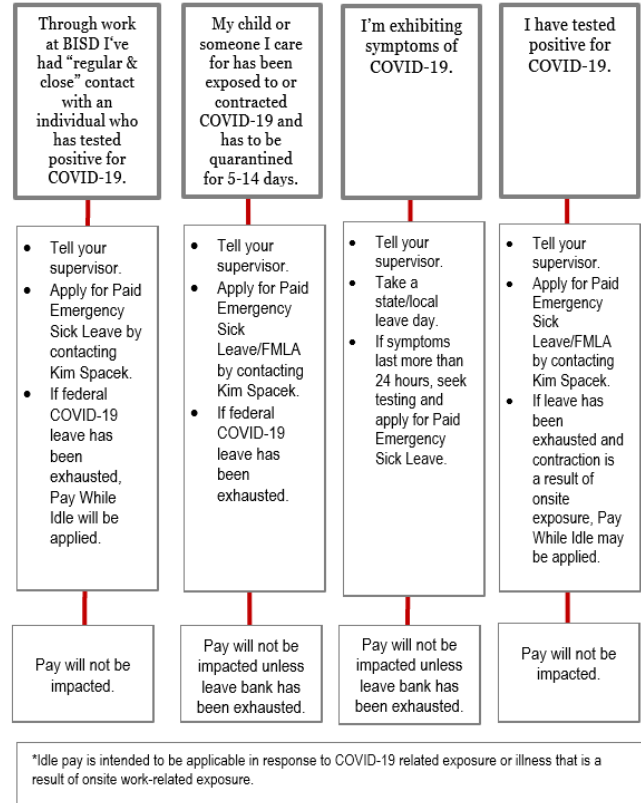 Through work
at BISD I've
had “regular &
close” contact
with an
individual who
has tested
positive for
COVID-19.
My child or
someone I care
for has been
exposed to or
contracted
COVID-19 and
has to be
quarantined
for 5-14 days.
I'm exhibiting
symptoms of
COVID-19.
I have tested
positive for
COVID-19.
• Tell your
supervisor.
• Apply for Paid
Emergency
Sick Leave by
contacting
Kim Spacek.
• If federal
COVID-19
leave has
been
exhausted,
Pay While
Idle will be
applied.
• Tell your
supervisor.
• Apply for Paid
Emergency
Sick
Leave/FMLA
by contacting
Kim Spacek.
• If federal
COVID-19
leave has
been
exhausted.
• Tell your
supervisor.
• Take a
state/local
leave day.
• If symptoms
last more than
24 hours, seek
testing and
apply for Paid
Emergency
Sick Leave.
• Tell your
supervisor.
• Apply for Paid
Emergency
Sick
Leave/FMLA
by contacting
Kim Spacek.
• If leave has
been
exhausted and
contraction is
a result of
onsite
exposure, Pay
While Idle may
be applied.
Pay will not be
impacted.
Pay will not be
impacted unless
leave bank has
been exhausted.
Pay will not be
impacted unless
leave bank has
been exhausted.
Pay will not be
impacted.
*Idle pay is intended to be applicable in response to COVID-19 related exposure or illness that is a
result of onsite work-related exposure.